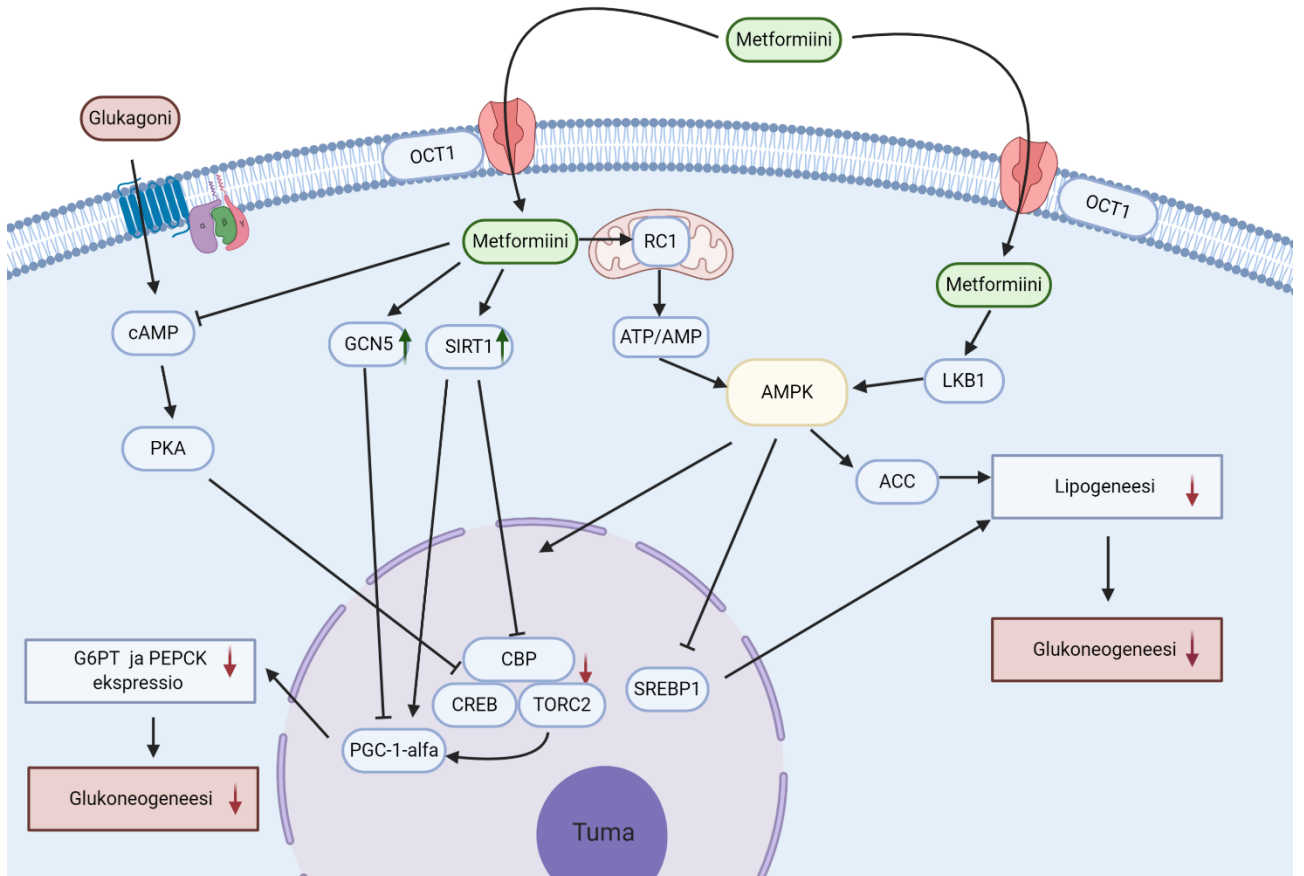 Metformiini
Glukagoni
OCT1
OCT1
α
β
γ
Metformiini
RC1
Metformiini
cAMP
GCN5
SIRT1
ATP/AMP
LKB1
AMPK
PKA
ACC
Lipogeneesi
G6PT ja PEPCK
ekspressio
CBP
CREB
TORC2
SREBP1
Glukoneogeneesi
PGC-1-alfa
Glukoneogeneesi
Tuma